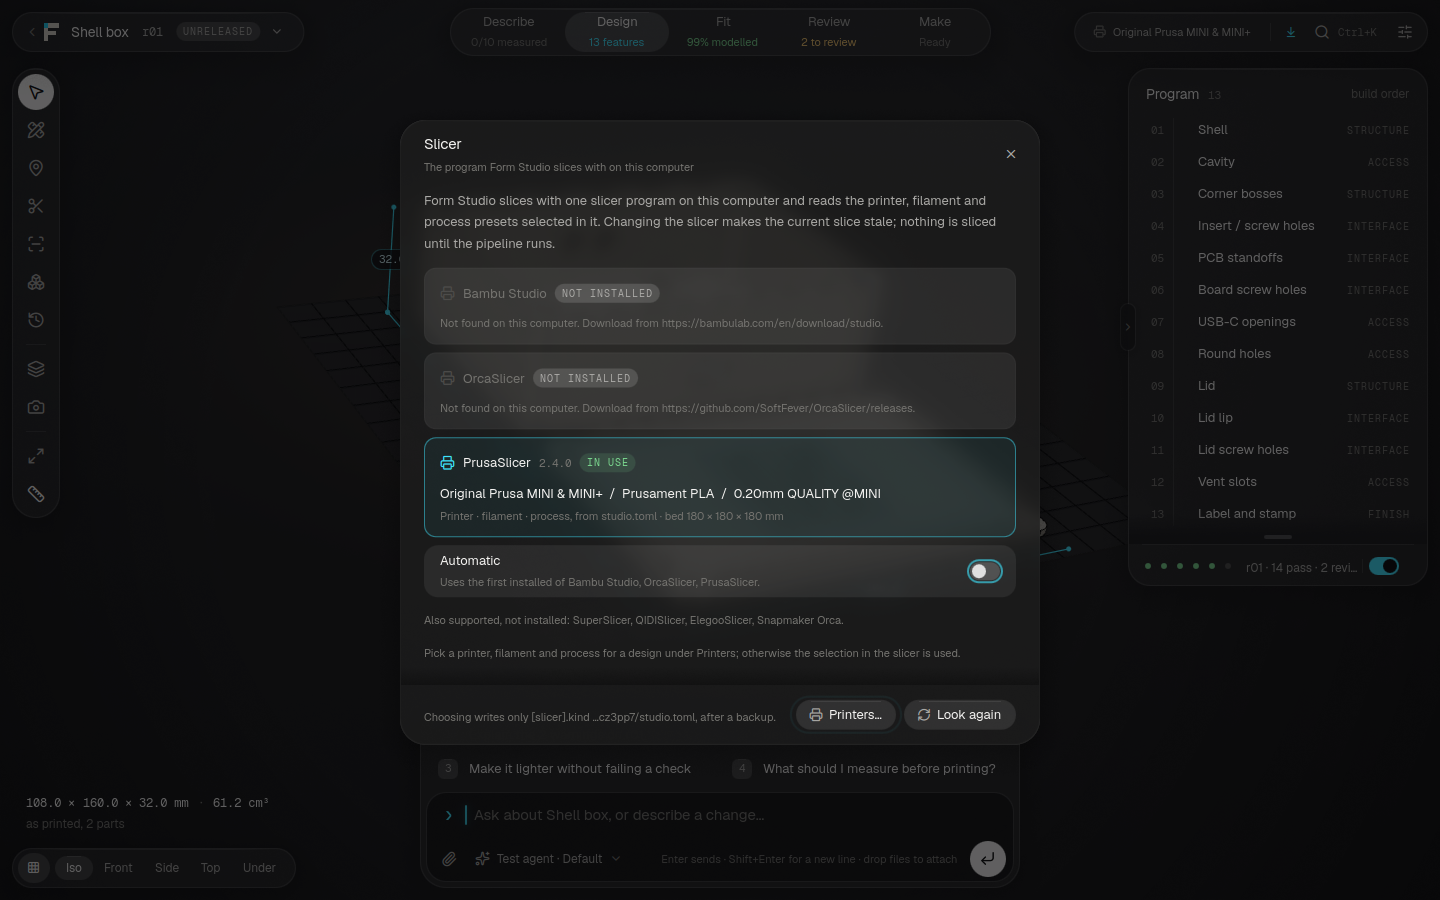 Shell box r01 UNRELEASED
Describe
0/10 measured
Design
13 features
Fit
99% modelled
Review
2 to review
Make
Ready
Original Prusa MINI & MINI+
Ctrl+K
Slicer
The program Form Studio slices with on this computer
Form Studio slices with one slicer program on this computer and reads the printer, filament and
process presets selected in it. Changing the slicer makes the current slice stale; nothing is sliced
until the pipeline runs.
Bambu Studio NOT INSTALLED
Not found on this computer. Download from https://bambulab.com/en/download/studio.
OrcaSlicer NOT INSTALLED
Not found on this computer. Download from https://github.com/SoftFever/OrcaSlicer/releases.
PrusaSlicer 2.4.0 IN USE
Original Prusa MINI & MINI+ / Prusament PLA / 0.20mm QUALITY @MINI
Printer · filament · process, from studio.toml · bed 180 × 180 × 180 mm
Automatic
Uses the first installed of Bambu Studio, OrcaSlicer, PrusaSlicer.
Also supported, not installed: SuperSlicer, QIDISlicer, ElegooSlicer, Snapmaker Orca.
Pick a printer, filament and process for a design under Printers; otherwise the selection in the slicer is used.
Choosing writes only [slicer].kind …cz3pp7/studio.toml, after a backup.
Printers…
Look again
Program 13 build order
01 Shell STRUCTURE
02 Cavity ACCESS
03 Corner bosses STRUCTURE
04 Insert / screw holes INTERFACE
05 PCB standoffs INTERFACE
06 Board screw holes INTERFACE
07 USB-C openings ACCESS
08 Round holes ACCESS
09 Lid STRUCTURE
10 Lid lip INTERFACE
11 Lid screw holes INTERFACE
12 Vent slots ACCESS
13 Label and stamp FINISH
r01 · 14 pass · 2 revi…
3 Make it lighter without failing a check
4 What should I measure before printing?
Ask about Shell box, or describe a change…
Test agent · Default
Enter sends · Shift+Enter for a new line · drop files to attach
108.0 × 160.0 × 32.0 mm · 61.2 cm³
as printed, 2 parts
Iso Front Side Top Under